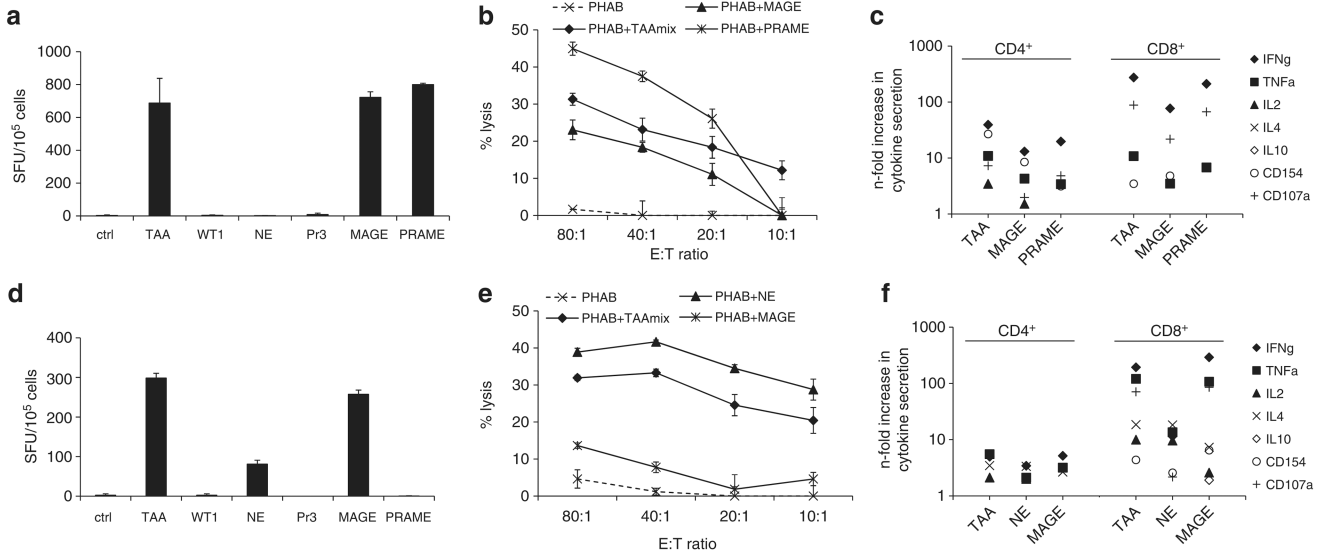 a
SFU/10⁵ cells
1000
800
600
400
200
0
ctrl TAA WT1 NE Pr3 MAGE PRAME
b
PHAB PHAB+MAGE
PHAB+TAAmix PHAB+PRAME
% lysis
50
40
30
20
10
0
80:1 40:1 20:1 10:1
E:T ratio
c
n-fold increase in
cytokine secretion
1000
100
10
1
CD4⁺ CD8⁺
TAA MAGE PRAME TAA MAGE PRAME
IFNg
TNFa
IL2
IL4
IL10
CD154
CD107a
d
SFU/10⁵ cells
400
300
200
100
0
ctrl TAA WT1 NE Pr3 MAGE PRAME
e
PHAB PHAB+NE
PHAB+TAAmix PHAB+MAGE
% lysis
50
40
30
20
10
0
80:1 40:1 20:1 10:1
E:T ratio
f
n-fold increase in
cytokine secretion
1000
100
10
1
CD4⁺ CD8⁺
TAA NE MAGE TAA NE MAGE
IFNg
TNFa
IL2
IL4
IL10
CD154
CD107a